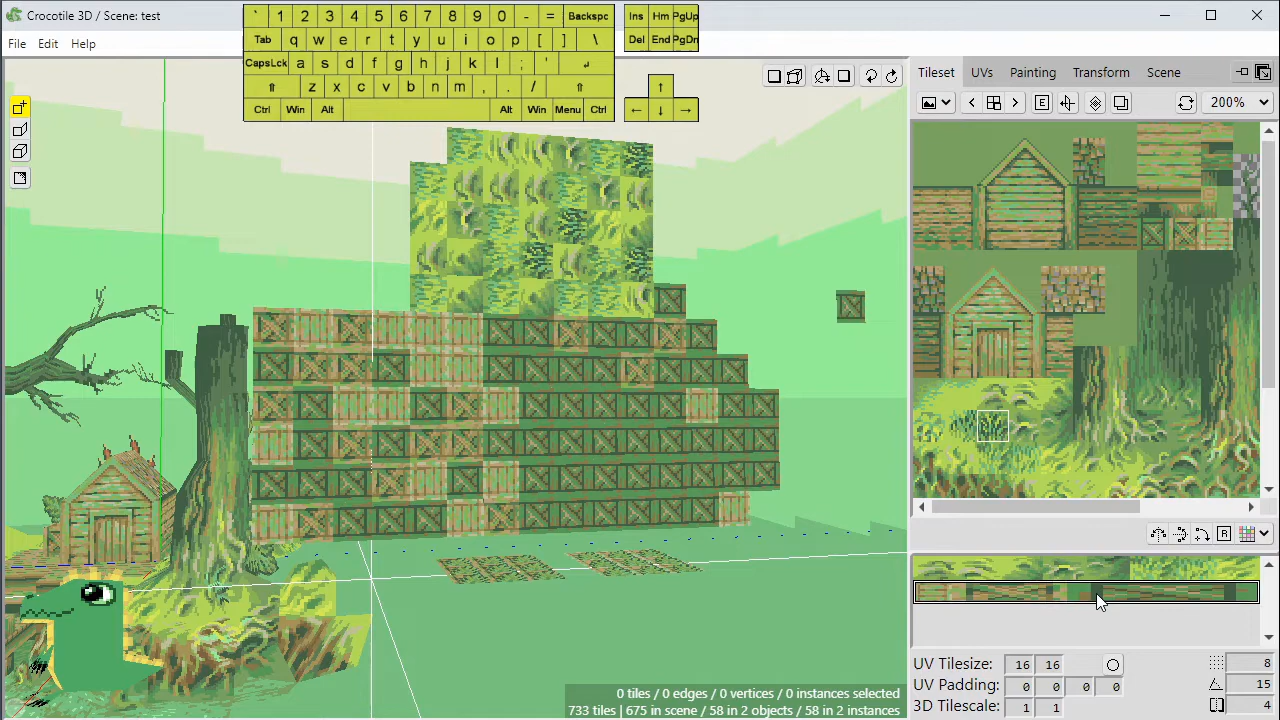 Crocotile 3D / Scene: test
File Edit Help
` 1 2 3 4 5 6 7 8 9 0 - = Backspc
Tab q w e r t y u i o p [ ] \
CapsLck a s d f g h j k l ; ' ↲
⇧ z x c v b n m , . / ⇧
Ctrl Win Alt Alt Win Menu Ctrl
Ins Hm PgUp
Del End PgDn
↑
← ↓ →
Tileset UVs Painting Transform Scene
E 200%
R
UV Tilesize: 16 16 8
UV Padding: 0 0 0 0 15
3D Tilescale: 1 1 4
0 tiles / 0 edges / 0 vertices / 0 instances selected
733 tiles | 675 in scene / 58 in 2 objects / 58 in 2 instances